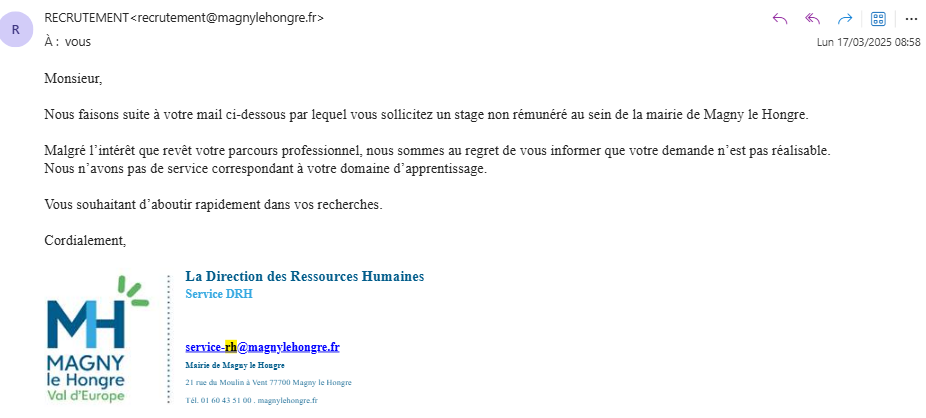 R
RECRUTEMENT<recrutement@magnylehongre.fr>
À : vous
Lun 17/03/2025 08:58
Monsieur,
Nous faisons suite à votre mail ci-dessous par lequel vous sollicitez un stage non rémunéré au sein de la mairie de Magny le Hongre.
Malgré l’intérêt que revêt votre parcours professionnel, nous sommes au regret de vous informer que votre demande n’est pas réalisable.
Nous n’avons pas de service correspondant à votre domaine d’apprentissage.
Vous souhaitant d’aboutir rapidement dans vos recherches.
Cordialement,
MH
MAGNY
le Hongre
Val d'Europe
La Direction des Ressources Humaines
Service DRH
service-rh@magnylehongre.fr
Mairie de Magny le Hongre
21 rue du Moulin à Vent 77700 Magny le Hongre
Tél. 01 60 43 51 00 . magnylehongre.fr